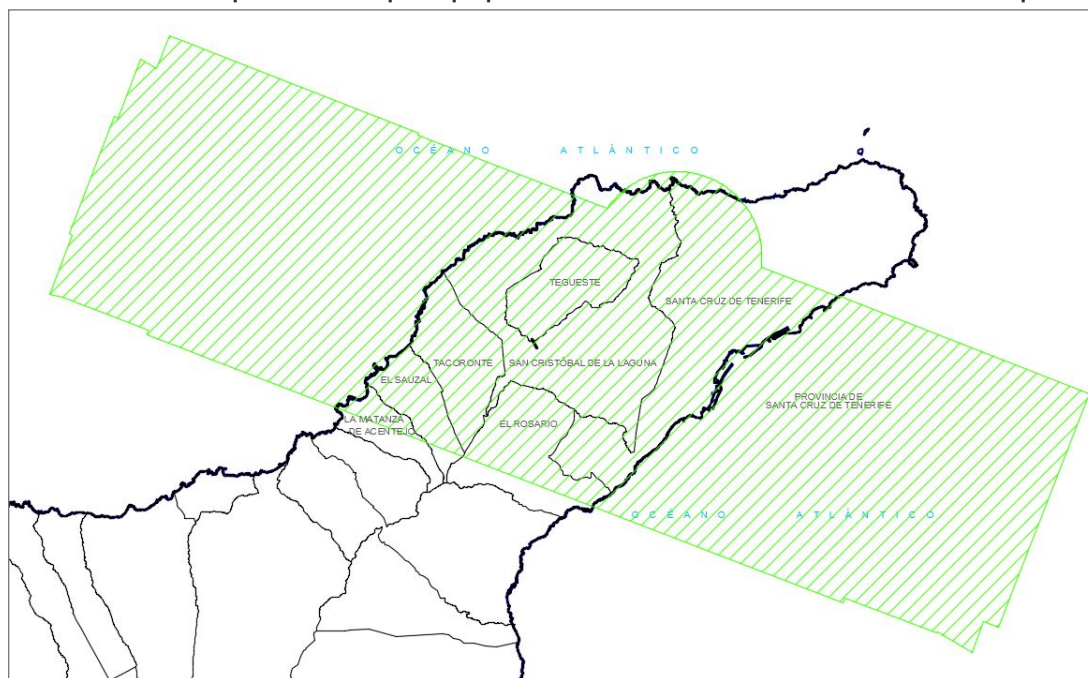 OCÉANO ATLÁNTICO
TEGUESTE
SANTA CRUZ DE TENERIFE
TACORONTE
SAN CRISTÓBAL DE LA LAGUNA
EL SAUZAL
PROVINCIA DE
SANTA CRUZ DE TENERIFE
LA MATANZA
DE ACENTEJO
EL ROSARIO
OCÉANO ATLÁNTICO